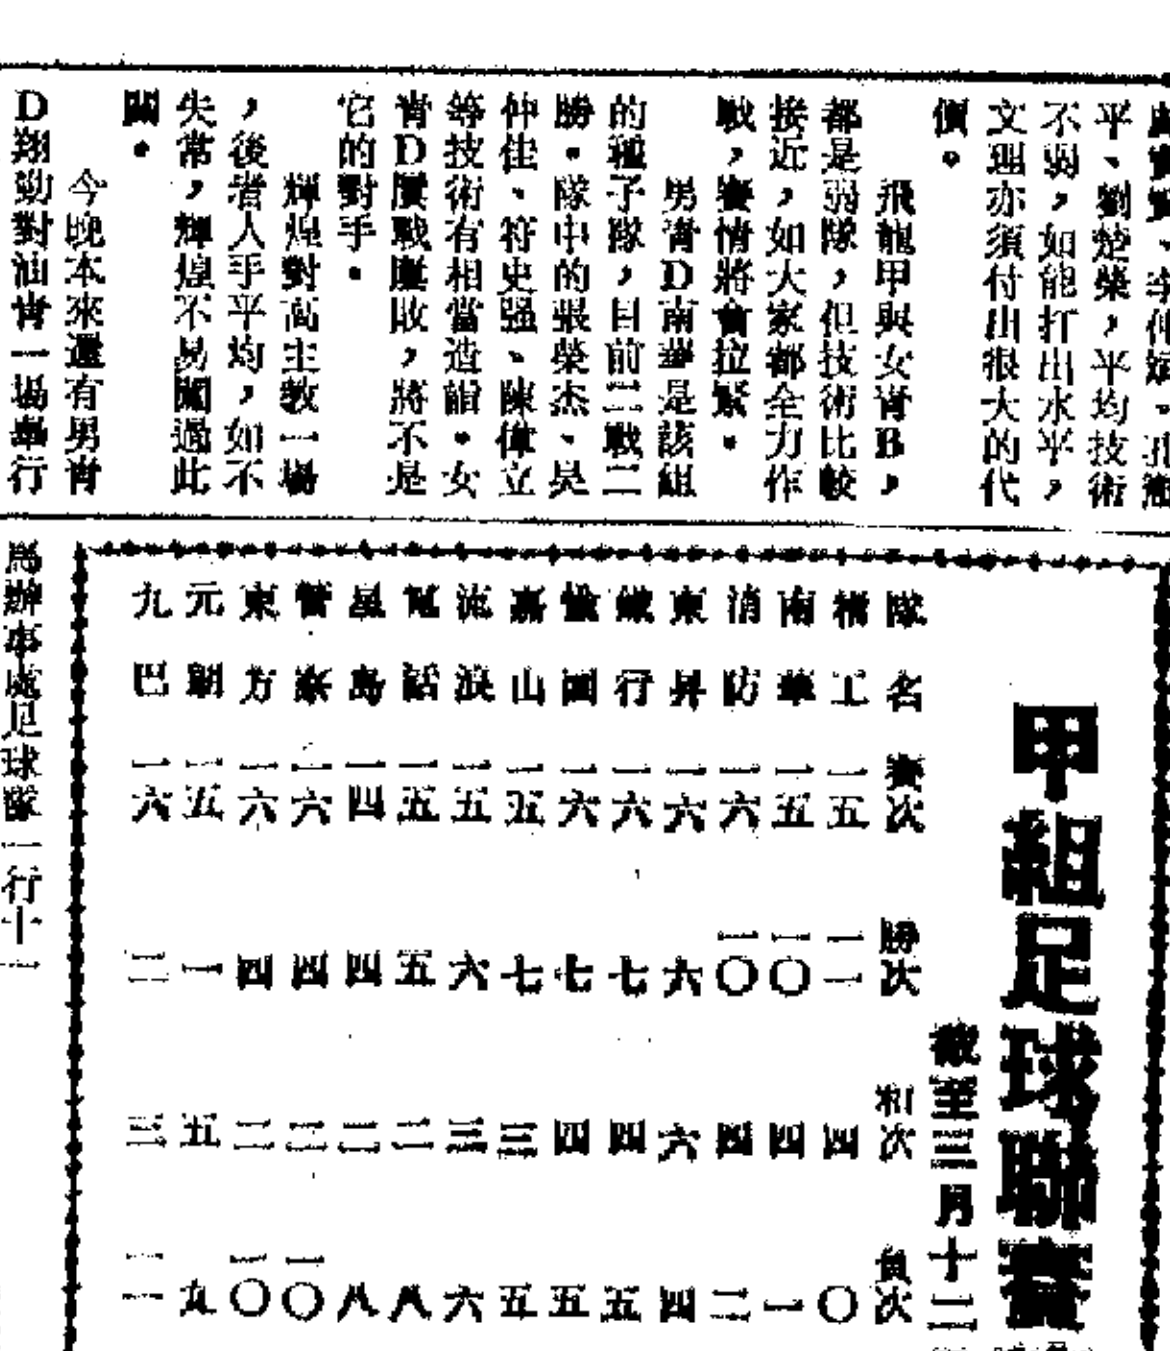 平、劉楚榮，平均技術
不弱，如能打出水平，
文理亦須付出很大的代
價。
飛龍甲與女青B，
都是弱隊，但技術比較
接近，如大家都全力作
戰，賽情將會拉緊。
男青D南華是該組
的種子隊，目前二戰二
勝。隊中的張榮杰、吳
仲佳、符史强、陳偉立
等技術有相當造詣。女
青D屢戰屢敗，將不是
它的對手。
輝煌對高主教一場
，後者人手平均，如不
失常，輝煌不易闖過此
關。
今晚本來還有男青
D翔勁對油青一場舉行
甲組足球聯賽
截至三月十二
隊名 賽次 勝次 和次 負次
精工 一五 一一 四 〇
南華 一五 一〇 四 一
消防 一六 一〇 四 二
東昇 一六 六 六 四
鐵行 一六 七 四 五
愉園 一六 七 四 五
嘉山 一五 七 三 五
流浪 一五 六 三 六
電話 一五 五 二 八
星島 一四 四 二 八
警察 一六 四 二 一〇
東方 一六 四 二 一〇
元朗 一五 一 五 九
九巴 一六 二 三 一一
爲辦事處足球隊一行十